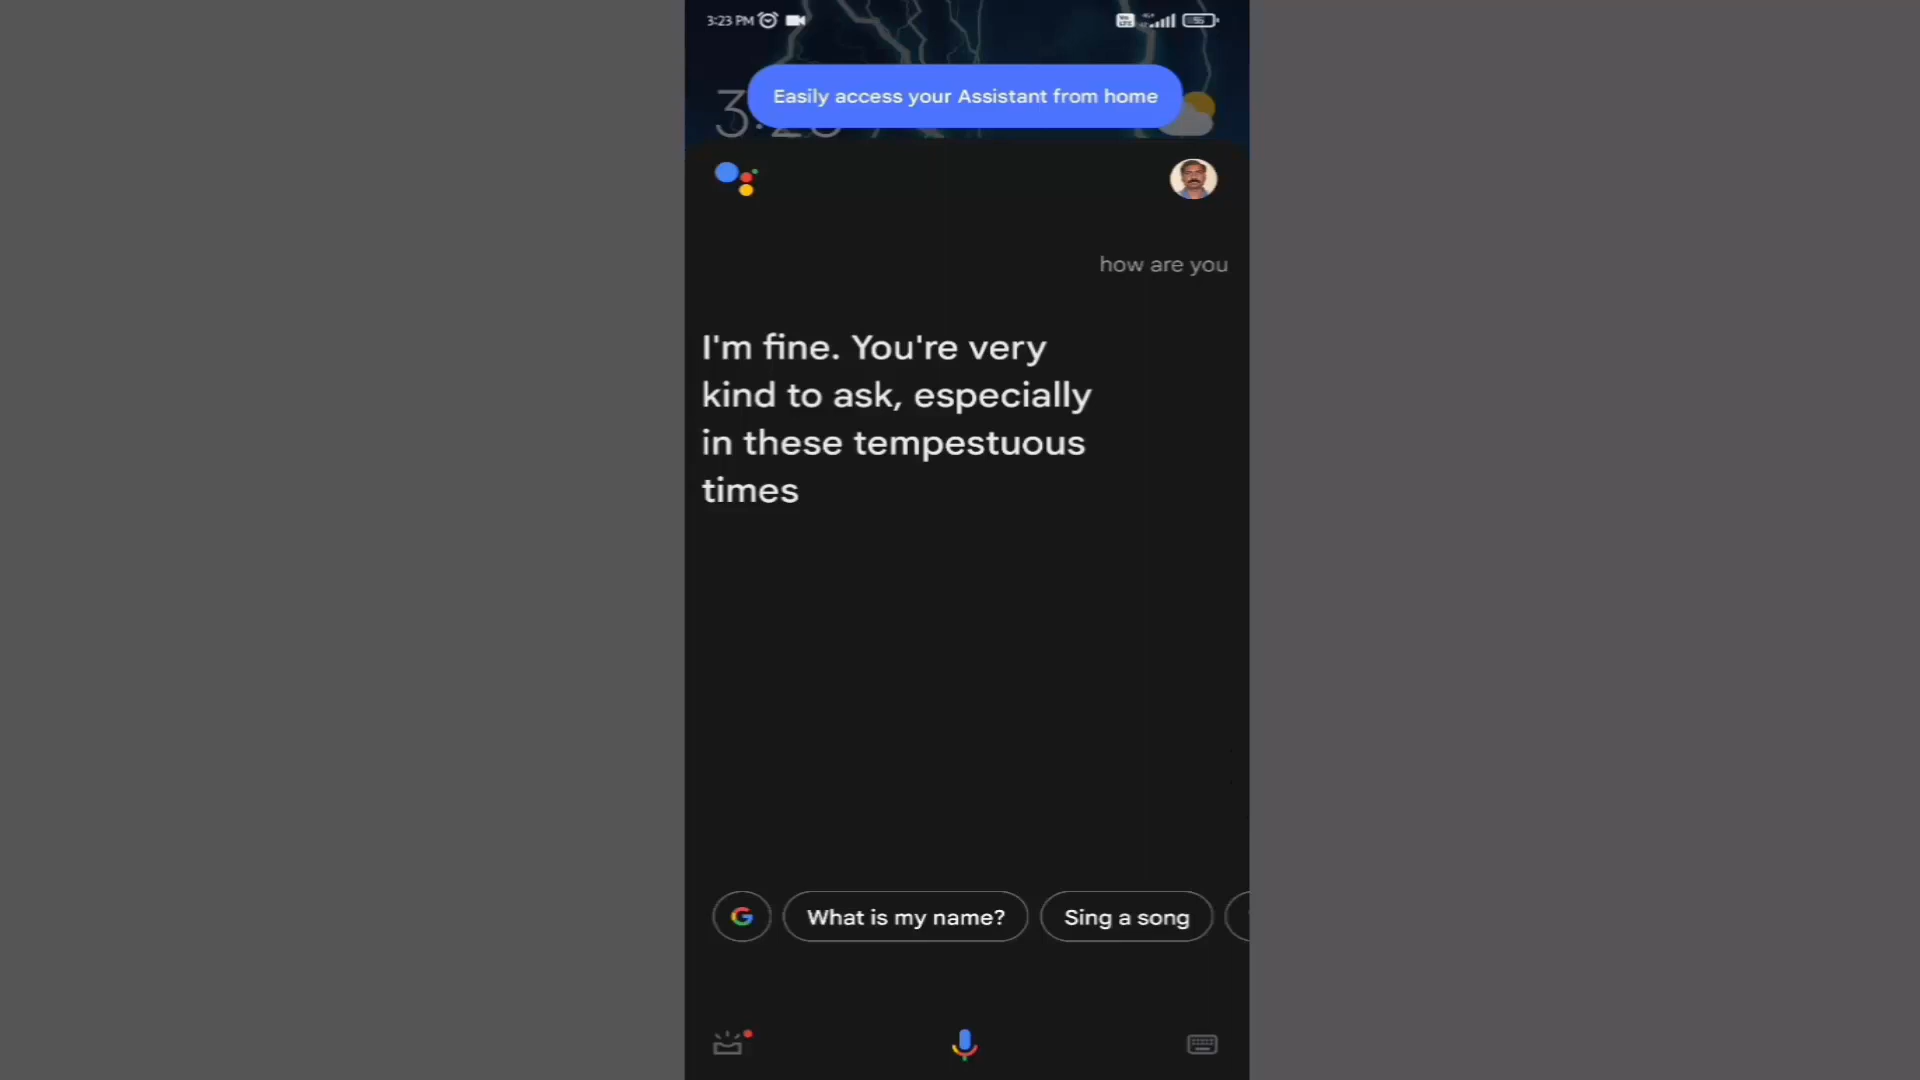 3:23 PM
Easily access your Assistant from home
how are you
I'm fine. You're very
kind to ask, especially
in these tempestuous
times
G
What is my name?
Sing a song